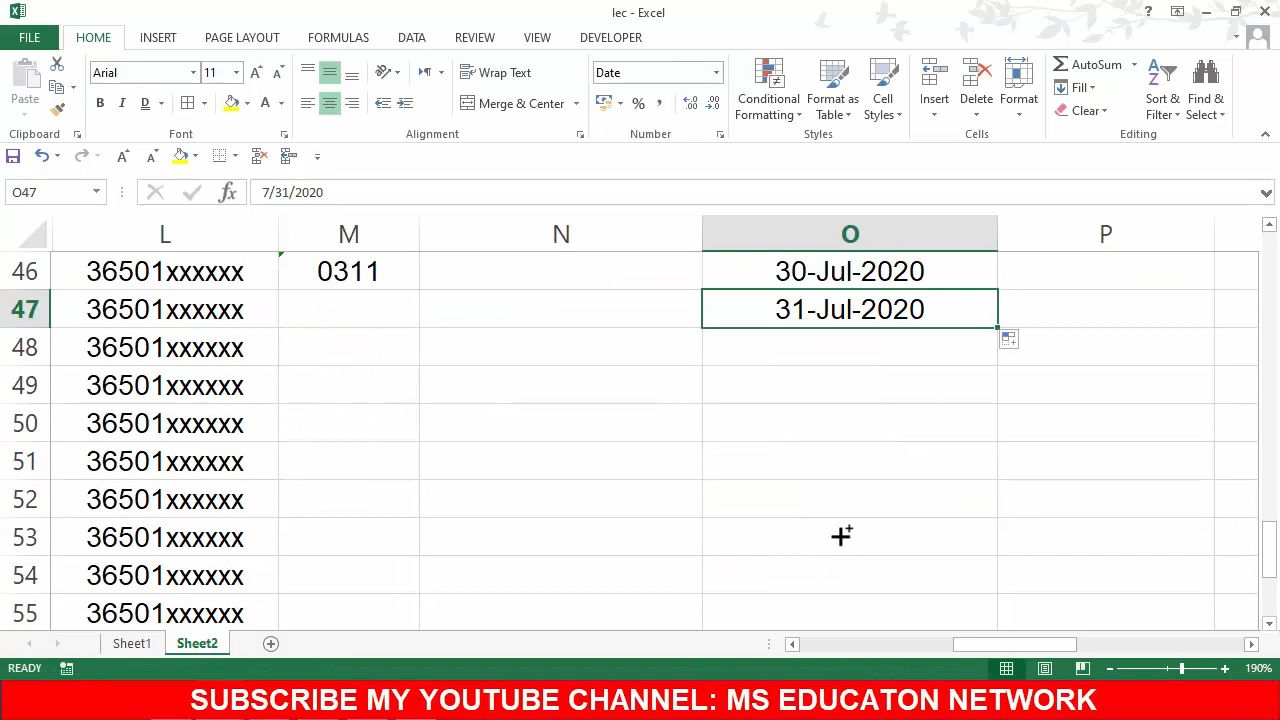 lec - Excel
FILE HOME INSERT PAGE LAYOUT FORMULAS DATA REVIEW VIEW DEVELOPER
Arial 11 Wrap Text Date AutoSum
Paste Conditional Format as Cell Insert Delete Format Fill Sort & Find &
B I D Merge & Center % , Formatting Table Styles Clear Filter Select
Clipboard Font Alignment Number Styles Cells Editing
O47 fx 7/31/2020
L M N O P
46 36501xxxxxx 0311 30-Jul-2020
47 36501xxxxxx 31-Jul-2020
48 36501xxxxxx
49 36501xxxxxx
50 36501xxxxxx
51 36501xxxxxx
52 36501xxxxxx
53 36501xxxxxx
54 36501xxxxxx
55 36501xxxxxx
Sheet1 Sheet2
READY 190%
SUBSCRIBE MY YOUTUBE CHANNEL: MS EDUCATON NETWORK